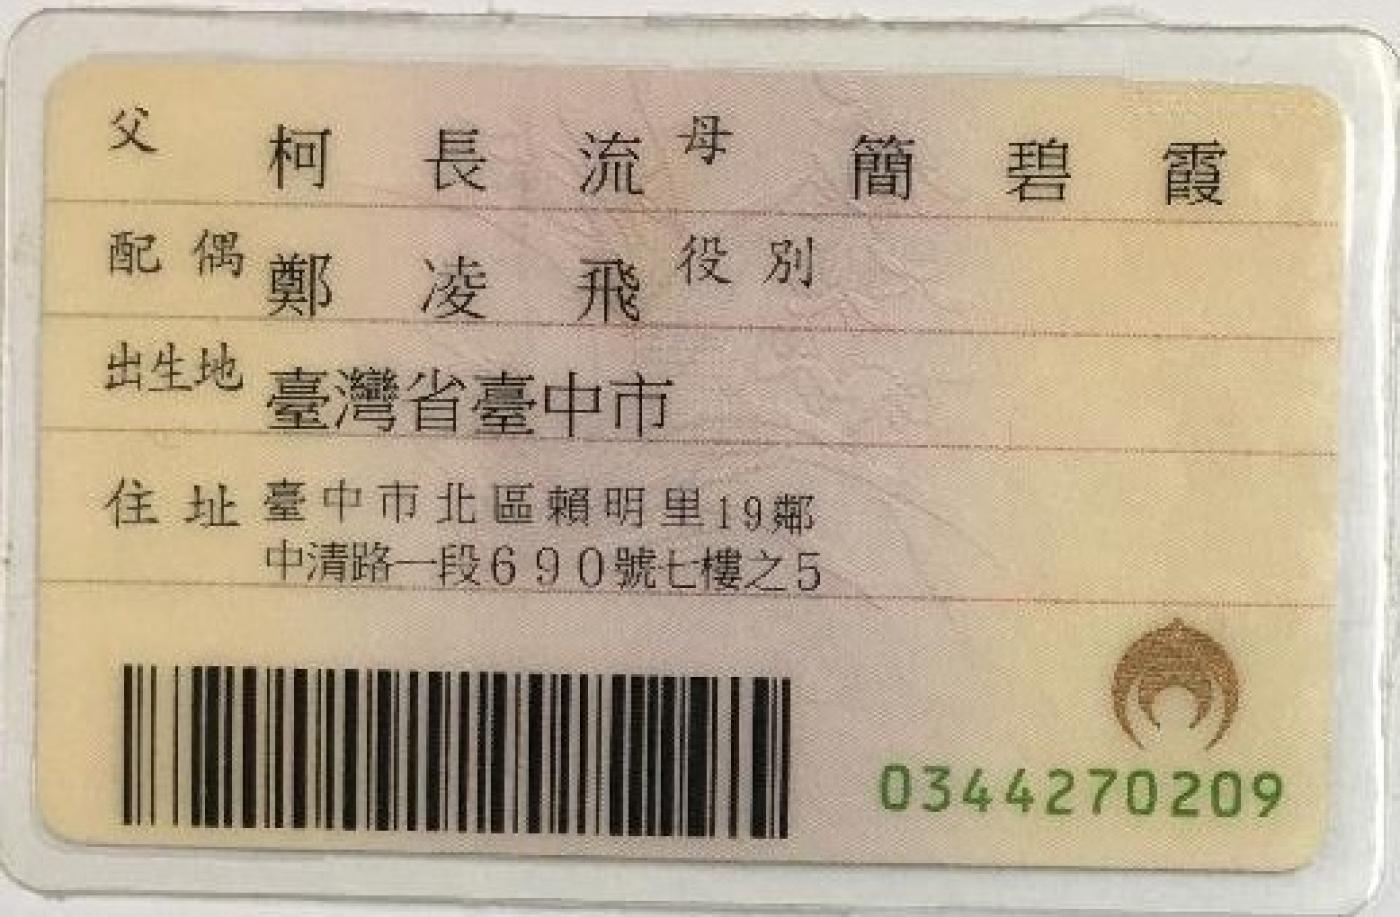 父 柯長流 母 簡碧霞
配偶 鄭凌飛 役別
出生地 臺灣省臺中市
住址 臺中市北區賴明里19鄰
中清路一段690號七樓之5
0344270209